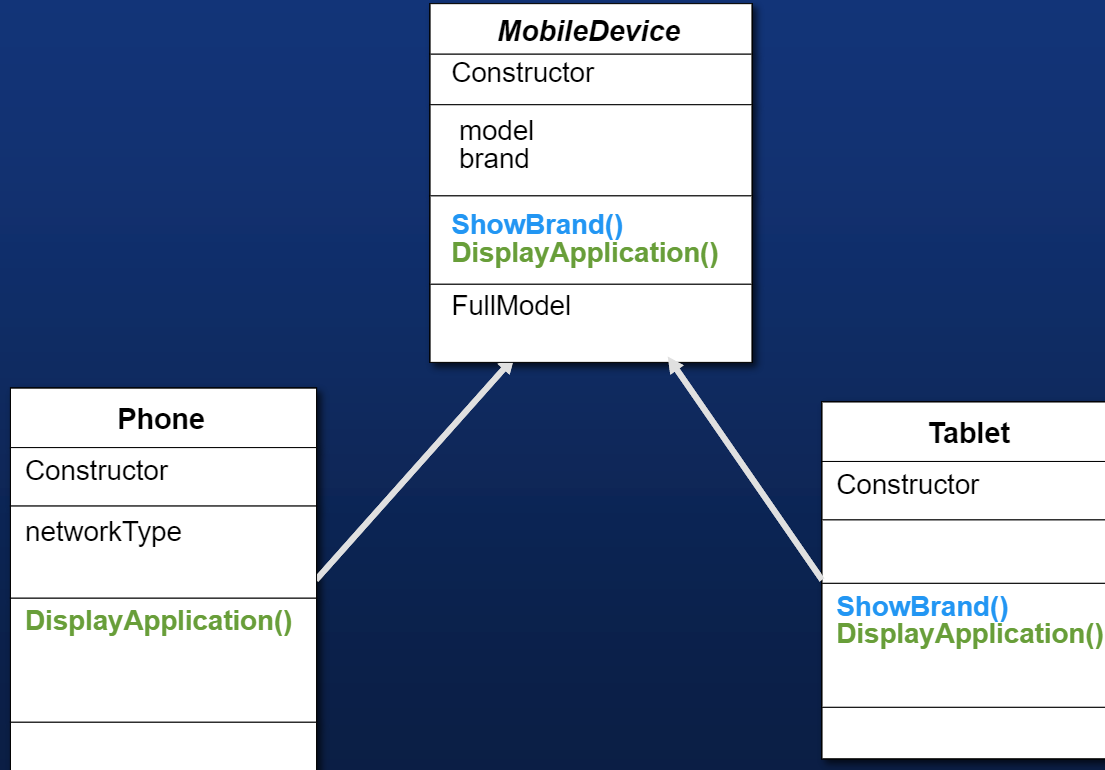 MobileDevice
Constructor
model
brand
ShowBrand()
DisplayApplication()
FullModel
Phone
Constructor
networkType
DisplayApplication()
Tablet
Constructor
ShowBrand()
DisplayApplication()